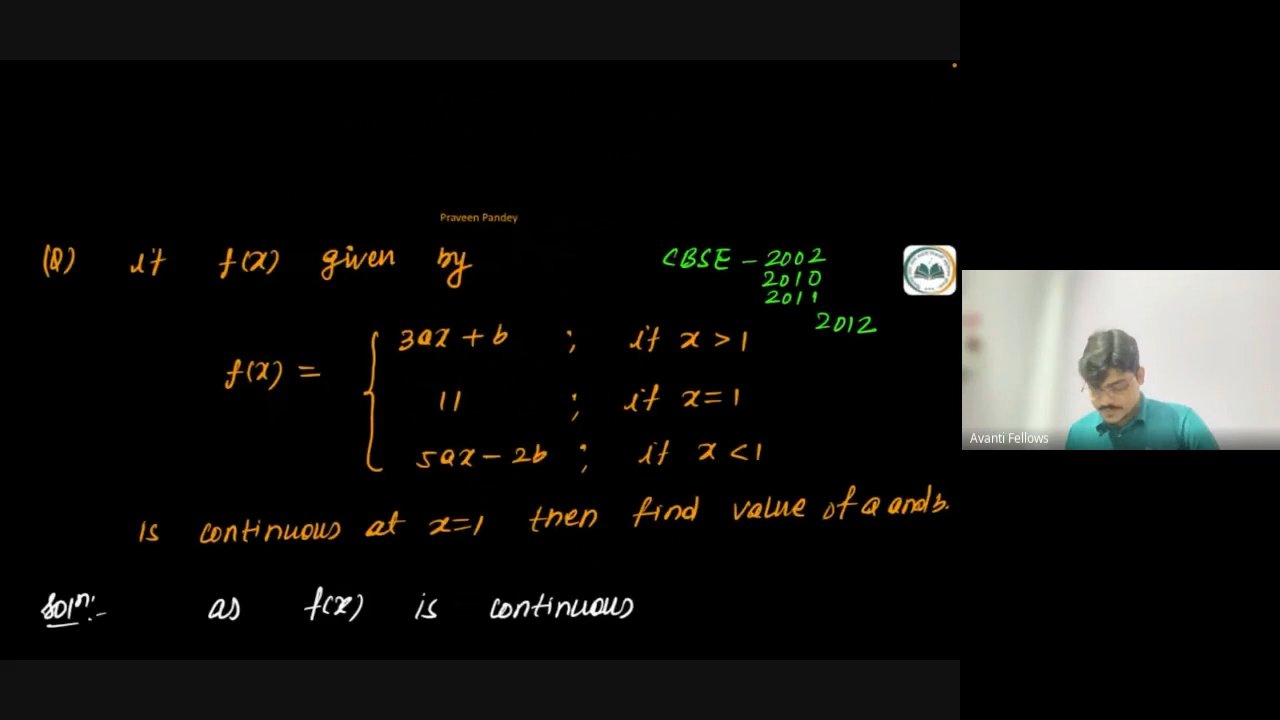 Praveen Pandey
(Q) if f(x) given by
CBSE - 2002
2010
2011
2012
f(x) = { 3ax + b ; if x > 1
11 ; if x = 1
5ax - 2b ; if x < 1
is continuous at x=1 then find value of a and b.
Avanti Fellows
Soln:- as f(x) is continuous